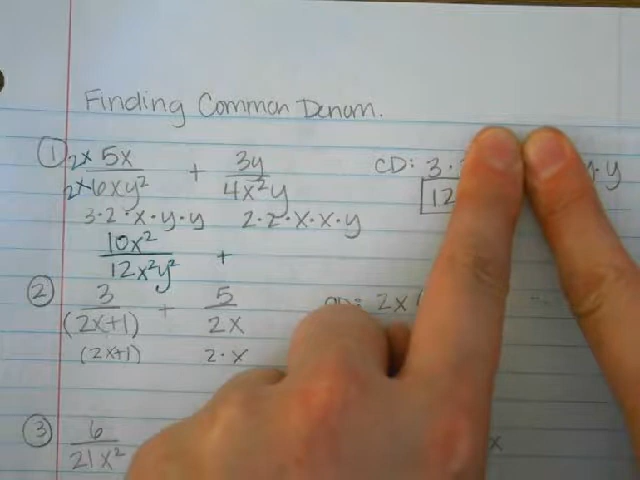 Finding Common Denom.
① 2x 5x / 2x 6xy² + 3y / 4x²y CD: 3· y·y
3·2·x·y·y 2·2·x·x·y 12
10x² / 12x²y² +
② 3 / (2x+1) + 5 / 2x 2x
(2x+1) 2·x
③ 6 / 21x² x